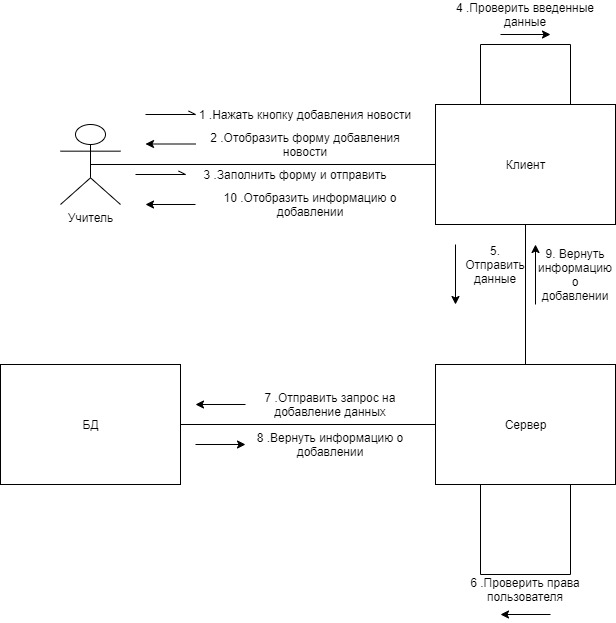 4 .Проверить введенные
данные
1 .Нажать кнопку добавления новости
2 .Отобразить форму добавления
новости
3 .Заполнить форму и отправить
10 .Отобразить информацию о
добавлении
Учитель
Клиент
5.
Отправить
данные
9. Вернуть
информацию
о
добавлении
7 .Отправить запрос на
добавление данных
8 .Вернуть информацию о
добавлении
БД
Сервер
6 .Проверить права
пользователя